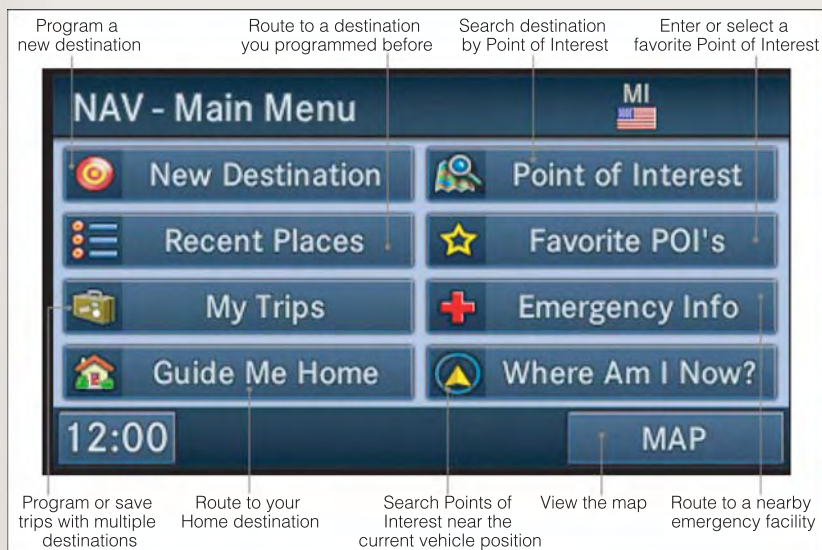 Program a
new destination
Route to a destination
you programmed before
Search destination
by Point of Interest
Enter or select a
favorite Point of Interest
NAV - Main Menu
MI
New Destination
Point of Interest
Recent Places
Favorite POI's
My Trips
Emergency Info
Guide Me Home
Where Am I Now?
12:00
MAP
Program or save
trips with multiple
destinations
Route to your
Home destination
Search Points of
Interest near the
current vehicle position
View the map
Route to a nearby
emergency facility